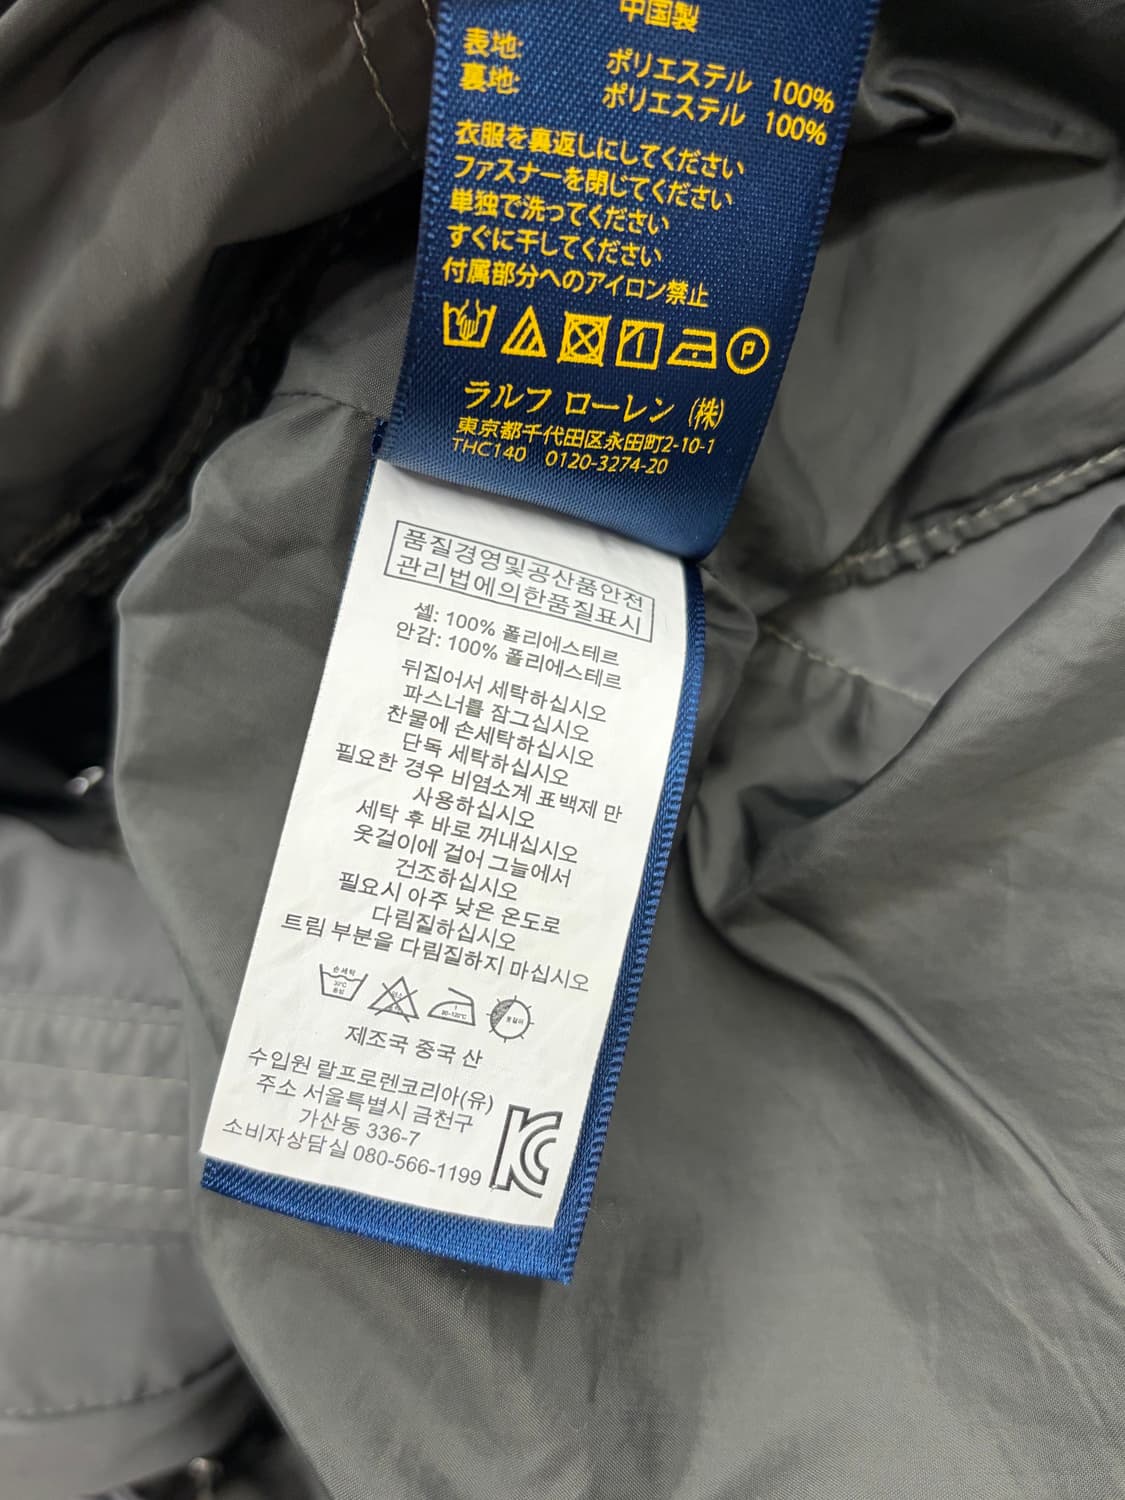 中国製
表地: ポリエステル 100%
裏地: ポリエステル 100%
衣服を裏返しにしてください
ファスナーを閉じてください
単独で洗ってください
すぐに干してください
付属部分へのアイロン禁止
P
ラルフ ローレン (株)
東京都千代田区永田町2-10-1
THC140 0120-3274-20
품질경영및공산품안전
관리법에의한품질표시
셸: 100% 폴리에스테르
안감: 100% 폴리에스테르
뒤집어서 세탁하십시오
파스너를 잠그십시오
찬물에 손세탁하십시오
단독 세탁하십시오
필요한 경우 비염소계 표백제 만
사용하십시오
세탁 후 바로 꺼내십시오
옷걸이에 걸어 그늘에서
건조하십시오
필요시 아주 낮은 온도로
다림질하십시오
트림 부분을 다림질하지 마십시오
손세탁
30°C
중성
1
80~120°C
옷걸이
제조국 중국 산
수입원 랄프로렌코리아(유)
주소 서울특별시 금천구
가산동 336-7
소비자상담실 080-566-1199